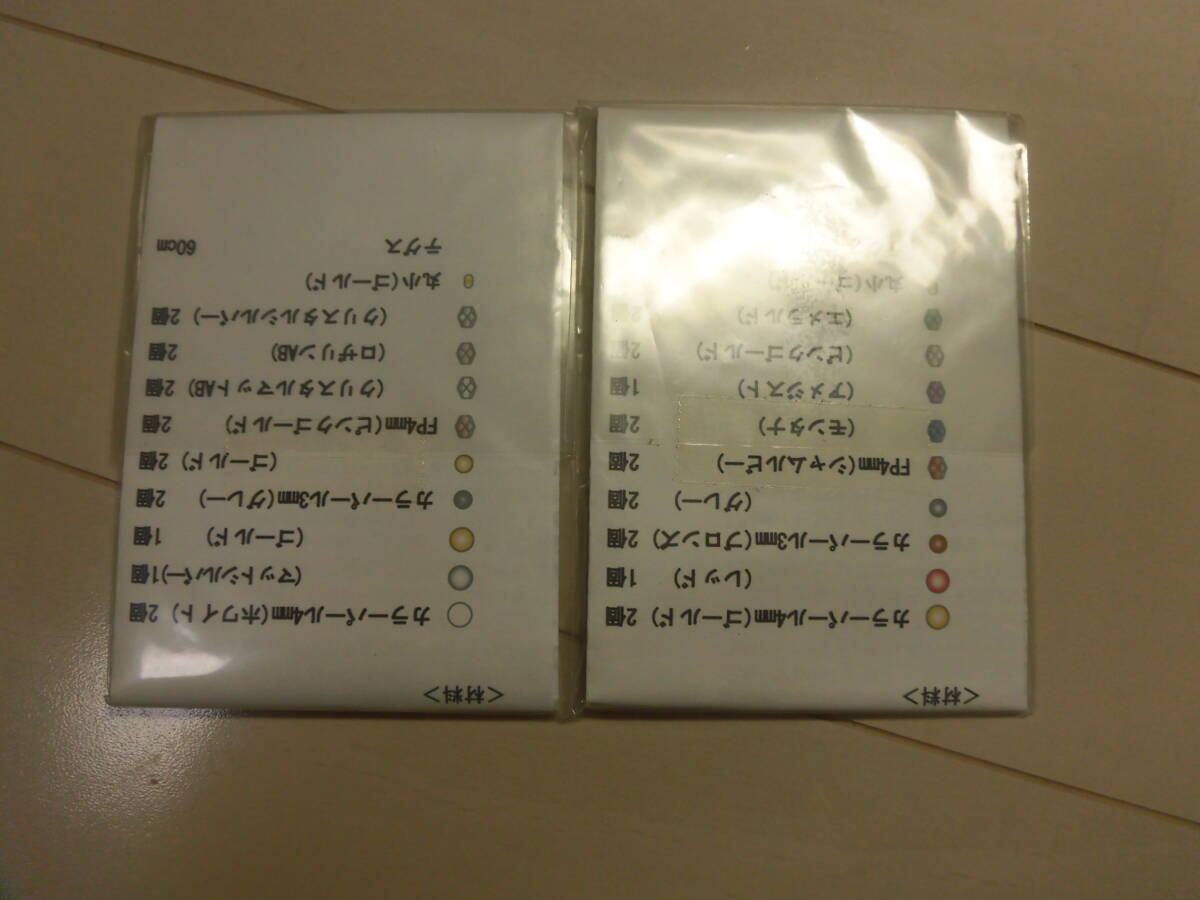 <材料>
カラーパール4㎜(ゴールド) 2個
(レッド) 1個
カラーパール3㎜(ブロンズ) 2個
(グレー) 2個
FP4㎜(シャムルビー) 2個
(モンタナ) 2個
(アメジスト) 1個
(ピンクゴールド) 2個
(エメラルド)
丸小(ゴールド)
<材料>
カラーパール4㎜(ホワイト) 2個
(マットシルバー)1個
(ゴールド) 1個
カラーパール3㎜(グレー) 2個
(ゴールド) 2個
FP4㎜(ピンクゴールド) 2個
(クリスタルマットAB) 2個
(ロザリンAB) 2個
(クリスタルシルバー) 2個
丸小(ゴールド)
テグス 60㎝